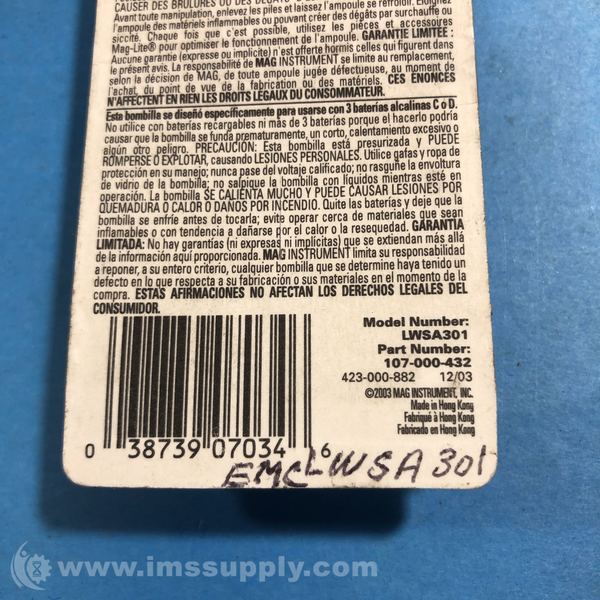 CAUSER DES BRÛLURES OU DES DÉGÂTS D'
Avant toute manipulation, enlevez les piles et laissez l'ampoule se refroidir. Éloignez
l'ampoule des matériels inflammables ou pouvant créer des dégâts par surchauffe ou
siccité. Chaque fois que c'est possible, utilisez les pièces et accessoires
Mag-Lite® pour optimiser le fonctionnement de l'ampoule. GARANTIE LIMITÉE :
Aucune garantie (expresse ou implicite) n'est offerte hormis celles qui figurent dans
le présent avis. La responsabilité de MAG INSTRUMENT se limite au remplacement,
selon la décision de MAG, de toute ampoule jugée défectueuse, au moment de
l'achat, du point de vue de la fabrication ou des matériels. CES ENONCES
N'AFFECTENT EN RIEN LES DROITS LEGAUX DU CONSOMMATEUR.
Este bombilla se diseñó específicamente para usarse con 3 baterías alcalinas C ó D.
No utilice con baterías recargables ni más de 3 baterías porque el hacerlo podría
causar que la bombilla se funda prematuramente, un corto, calentamiento excesivo o
algún otro peligro. PRECAUCIÓN: Esta bombilla está presurizada y PUEDE
ROMPERSE O EXPLOTAR, causando LESIONES PERSONALES. Utilice gafas y ropa de
protección en su manejo; nunca pase del voltaje calificado; no rasguñe la envoltura
de vidrio de la bombilla; no salpique la bombilla con líquidos mientras esté en
operación. La bombilla SE CALIENTA MUCHO Y PUEDE CAUSAR LESIONES POR
QUEMADURA O CALOR O DAÑOS POR INCENDIO. Quite las baterías y deje que la
bombilla se enfríe antes de tocarla; evite operar cerca de materiales que sean
inflamables o con tendencia a dañarse por el calor o la resequedad. GARANTÍA
LIMITADA: No hay garantías (ni expresas ni implícitas) que se extiendan más allá
de la información aquí proporcionada. MAG INSTRUMENT limita su responsabilidad
a reponer, a su entero criterio, cualquier bombilla que se determine haya tenido un
defecto en lo que respecta a su fabricación o sus materiales en el momento de la
compra. ESTAS AFIRMACIONES NO AFECTAN LOS DERECHOS LEGALES DEL
CONSUMIDOR.
Model Number:
LWSA301
Part Number:
107-000-432
423-000-882 12/03
©2003 MAG INSTRUMENT, INC.
Made in Hong Kong
Fabriqué à Hong Kong
Fabricado en Hong Kong
0 38739 07034 6
EMCLWSA301
www.imssupply.com